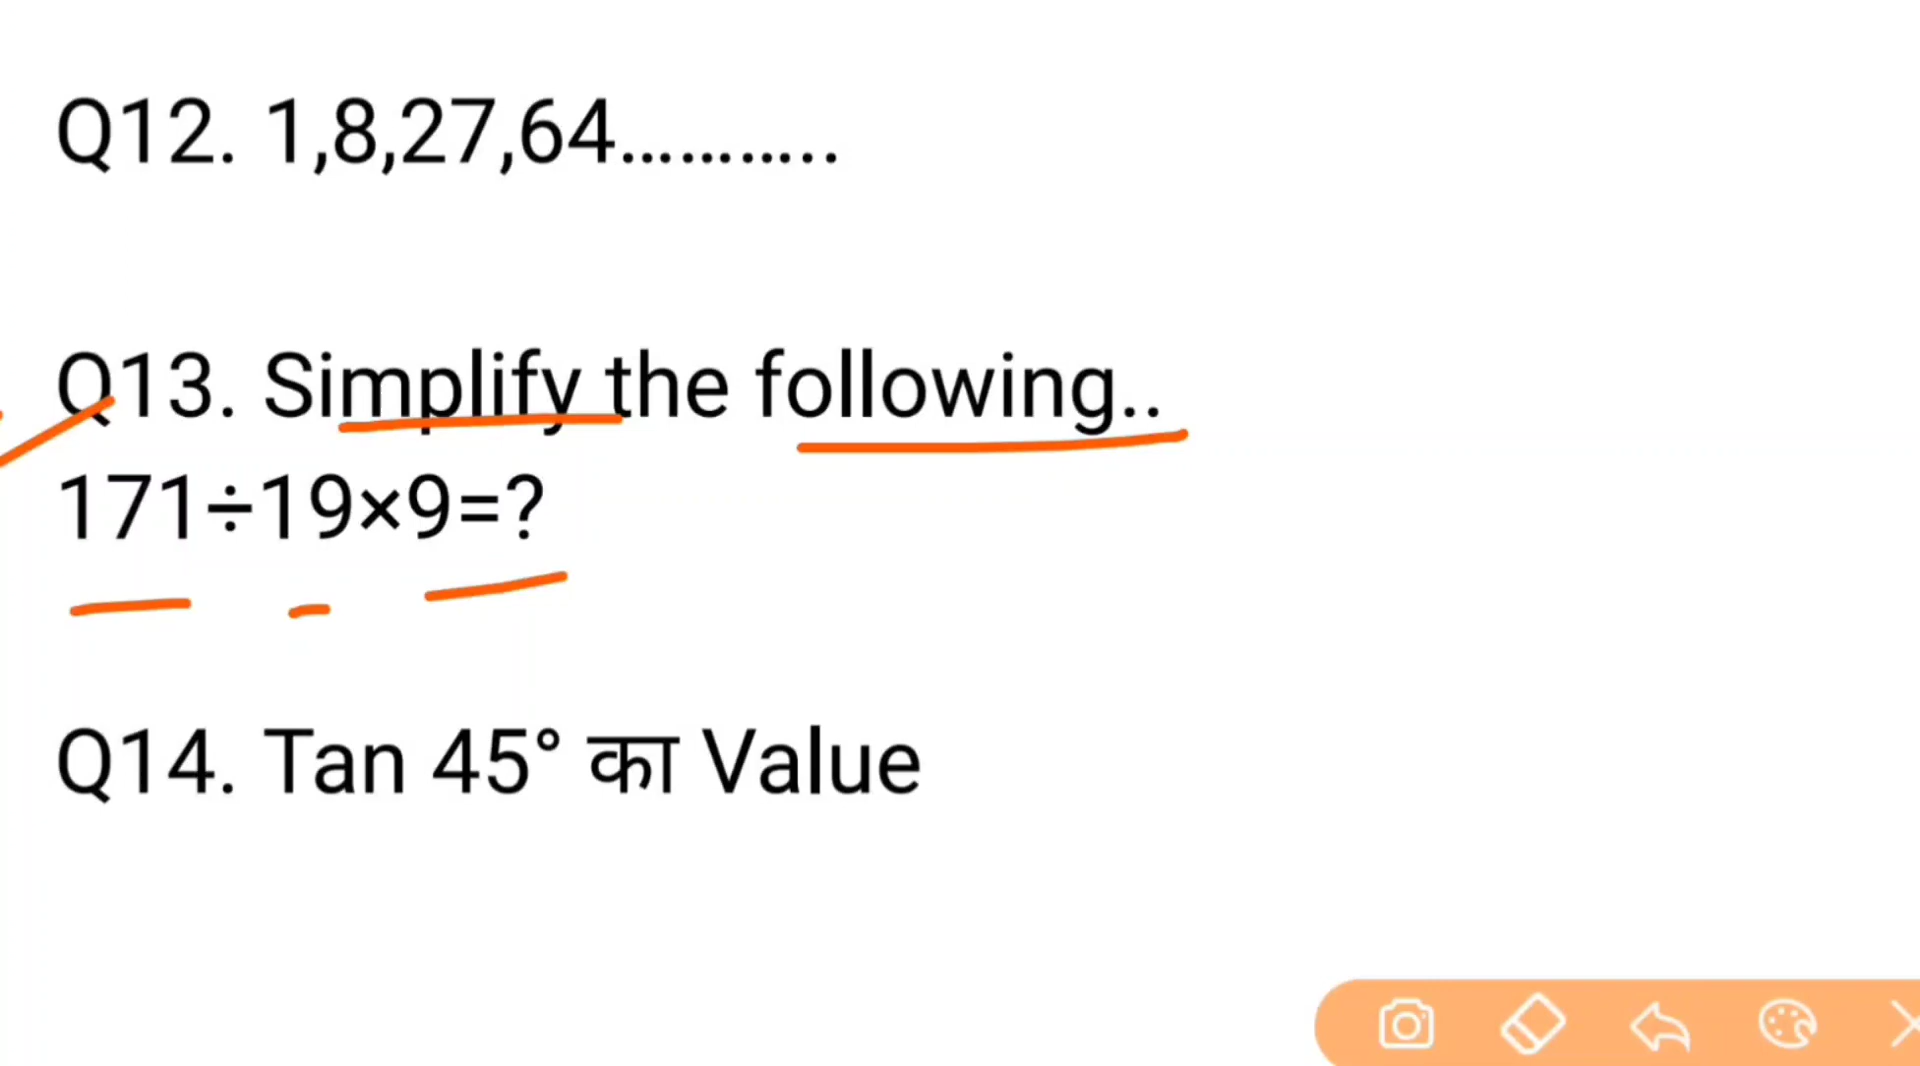 Q12. 1,8,27,64...........
Q13. Simplify the following..
171÷19×9=?
Q14. Tan 45° का Value